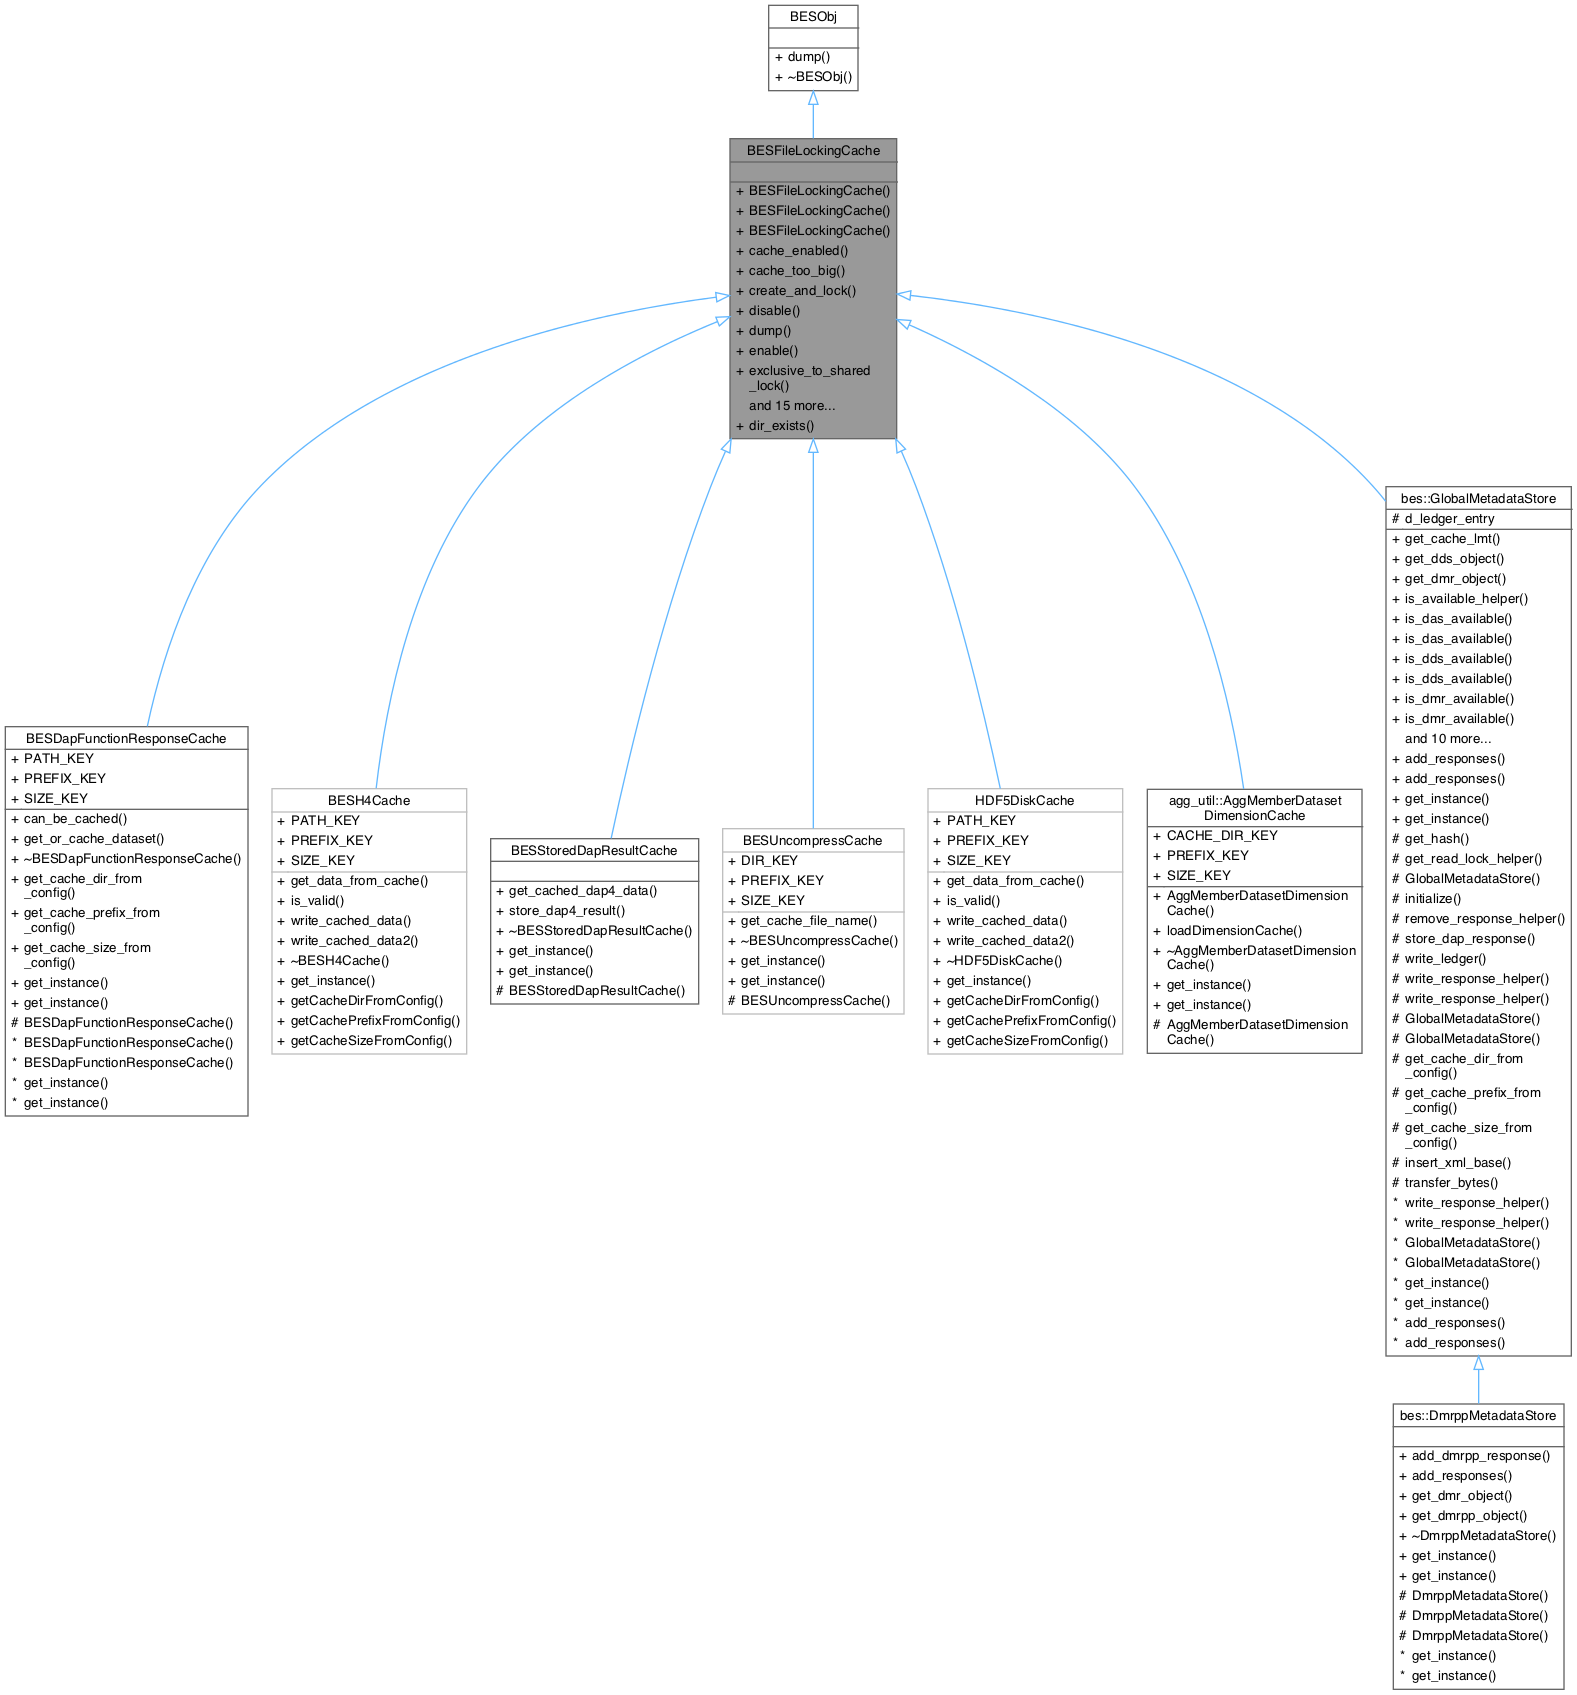 BESObj
+ dump()
+ ~BESObj()
BESFileLockingCache
+ BESFileLockingCache()
+ BESFileLockingCache()
+ BESFileLockingCache()
+ cache_enabled()
+ cache_too_big()
+ create_and_lock()
+ disable()
+ dump()
+ enable()
+ exclusive_to_shared
_lock()
and 15 more...
+ dir_exists()
BESDapFunctionResponseCache
+ PATH_KEY
+ PREFIX_KEY
+ SIZE_KEY
+ can_be_cached()
+ get_or_cache_dataset()
+ ~BESDapFunctionResponseCache()
+ get_cache_dir_from
_config()
+ get_cache_prefix_from
_config()
+ get_cache_size_from
_config()
+ get_instance()
+ get_instance()
# BESDapFunctionResponseCache()
* BESDapFunctionResponseCache()
* BESDapFunctionResponseCache()
* get_instance()
* get_instance()
BESH4Cache
+ PATH_KEY
+ PREFIX_KEY
+ SIZE_KEY
+ get_data_from_cache()
+ is_valid()
+ write_cached_data()
+ write_cached_data2()
+ ~BESH4Cache()
+ get_instance()
+ getCacheDirFromConfig()
+ getCachePrefixFromConfig()
+ getCacheSizeFromConfig()
BESStoredDapResultCache
+ get_cached_dap4_data()
+ store_dap4_result()
+ ~BESStoredDapResultCache()
+ get_instance()
+ get_instance()
# BESStoredDapResultCache()
BESUncompressCache
+ DIR_KEY
+ PREFIX_KEY
+ SIZE_KEY
+ get_cache_file_name()
+ ~BESUncompressCache()
+ get_instance()
+ get_instance()
# BESUncompressCache()
HDF5DiskCache
+ PATH_KEY
+ PREFIX_KEY
+ SIZE_KEY
+ get_data_from_cache()
+ is_valid()
+ write_cached_data()
+ write_cached_data2()
+ ~HDF5DiskCache()
+ get_instance()
+ getCacheDirFromConfig()
+ getCachePrefixFromConfig()
+ getCacheSizeFromConfig()
agg_util::AggMemberDataset
DimensionCache
+ CACHE_DIR_KEY
+ PREFIX_KEY
+ SIZE_KEY
+ AggMemberDatasetDimension
Cache()
+ loadDimensionCache()
+ ~AggMemberDatasetDimension
Cache()
+ get_instance()
+ get_instance()
# AggMemberDatasetDimension
Cache()
bes::GlobalMetadataStore
# d_ledger_entry
+ get_cache_lmt()
+ get_dds_object()
+ get_dmr_object()
+ is_available_helper()
+ is_das_available()
+ is_das_available()
+ is_dds_available()
+ is_dds_available()
+ is_dmr_available()
+ is_dmr_available()
and 10 more...
+ add_responses()
+ add_responses()
+ get_instance()
+ get_instance()
# get_hash()
# get_read_lock_helper()
# GlobalMetadataStore()
# initialize()
# remove_response_helper()
# store_dap_response()
# write_ledger()
# write_response_helper()
# write_response_helper()
# GlobalMetadataStore()
# GlobalMetadataStore()
# get_cache_dir_from
_config()
# get_cache_prefix_from
_config()
# get_cache_size_from
_config()
# insert_xml_base()
# transfer_bytes()
* write_response_helper()
* write_response_helper()
* GlobalMetadataStore()
* GlobalMetadataStore()
* get_instance()
* get_instance()
* add_responses()
* add_responses()
bes::DmrppMetadataStore
+ add_dmrpp_response()
+ add_responses()
+ get_dmr_object()
+ get_dmrpp_object()
+ ~DmrppMetadataStore()
+ get_instance()
+ get_instance()
# DmrppMetadataStore()
# DmrppMetadataStore()
# DmrppMetadataStore()
* get_instance()
* get_instance()